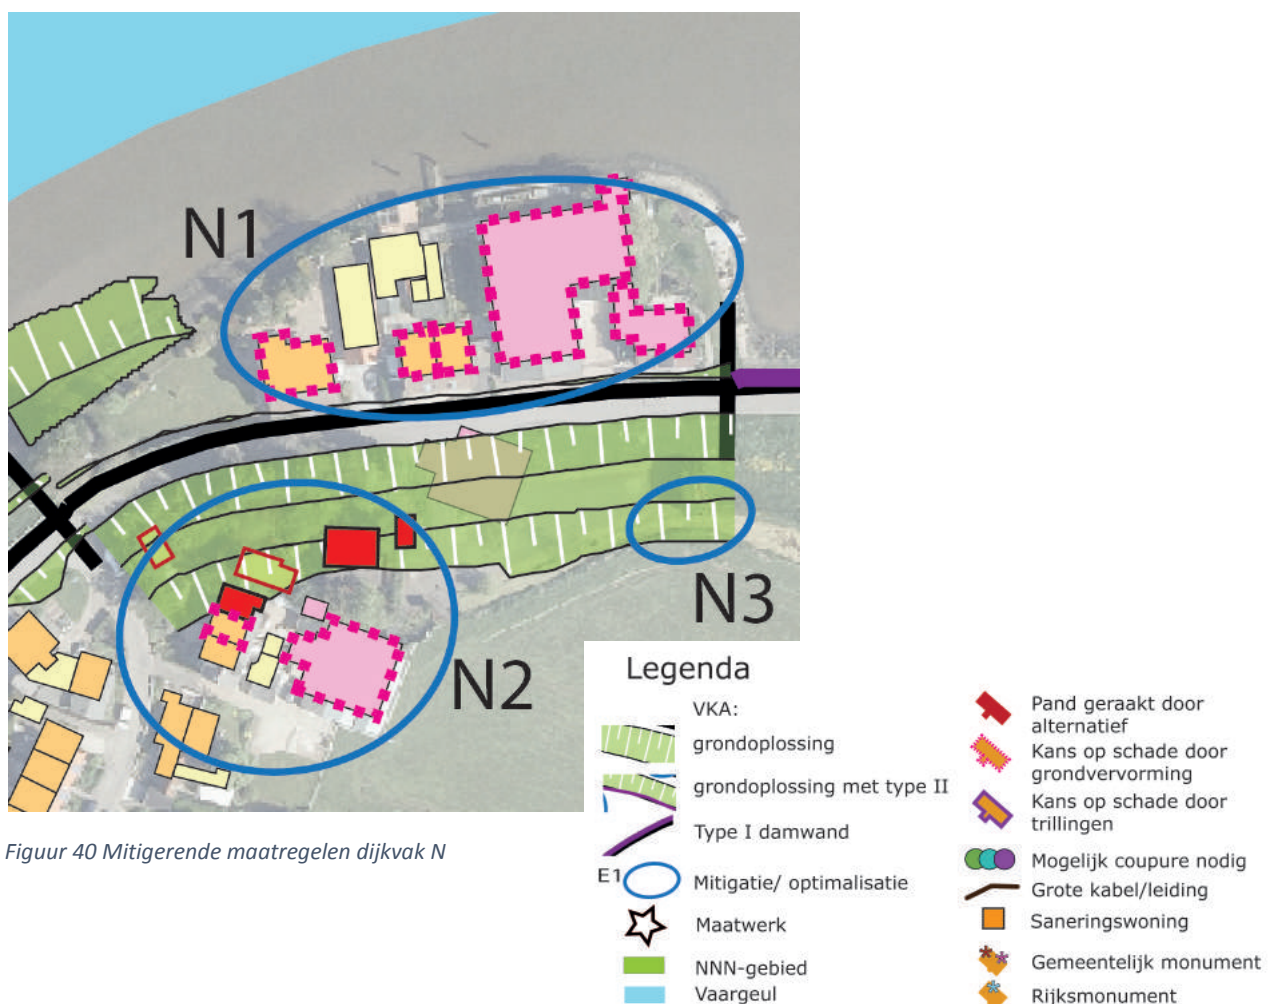 N1
N3
N2
Figuur 40 Mitigerende maatregelen dijkvak N
Legenda
VKA:
grondoplossing
grondoplossing met type II
Type I damwand
E1
Mitigatie/ optimalisatie
Maatwerk
NNN-gebied
Vaargeul
Pand geraakt door
alternatief
Kans op schade door
grondvervorming
Kans op schade door
trillingen
Mogelijk coupure nodig
Grote kabel/leiding
Saneringswoning
Gemeentelijk monument
Rijksmonument